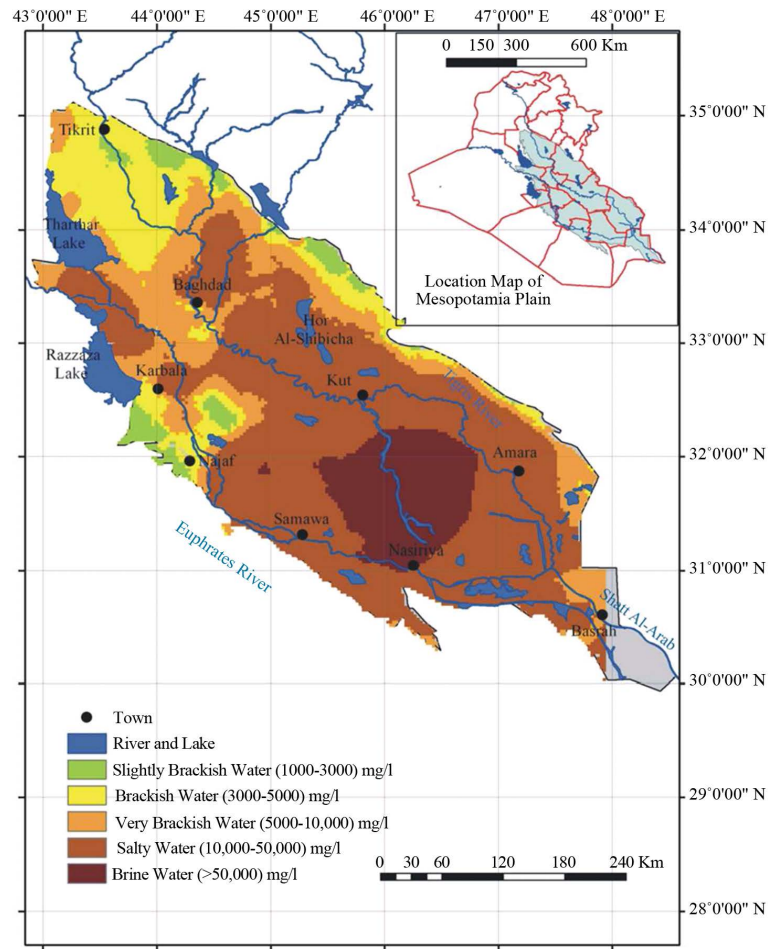 43°0'00" E 44°0'00" E 45°0'00" E 46°0'00" E 47°0'00" E 48°0'00" E
0 150 300 600 Km
35°0'00" N
Tikrit
34°0'00" N
Tharthar
Lake
Location Map of
Mesopotamia Plain
Baghdad
Hor
Al-Shibicha
33°0'00" N
Razzaza
Lake
Karbala
Kut
Tigris River
32°0'00" N
Amara
Najaf
Samawa
Euphrates River
Nasiriya
31°0'00" N
Shatt Al-Arab
Basrah
30°0'00" N
Town
River and Lake
Slightly Brackish Water (1000-3000) mg/l
Brackish Water (3000-5000) mg/l
29°0'00" N
Very Brackish Water (5000-10,000) mg/l
Salty Water (10,000-50,000) mg/l
Brine Water (>50,000) mg/l
0 30 60 120 180 240 Km
28°0'00" N